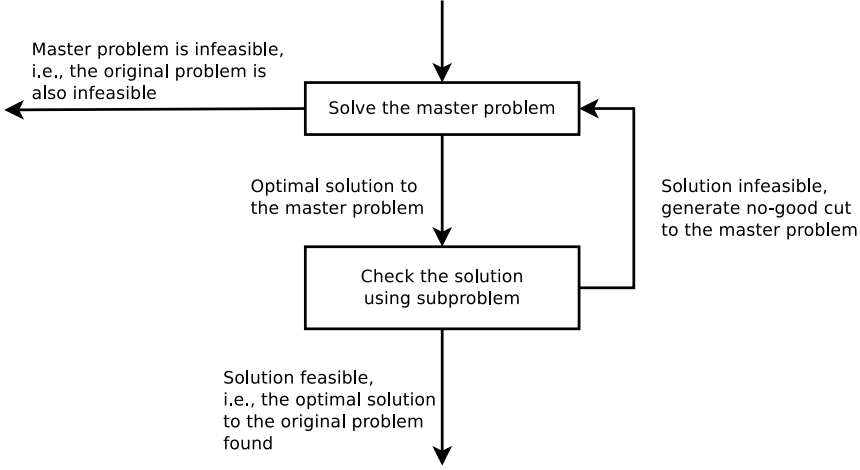 Master problem is infeasible,
i.e., the original problem is
also infeasible
Solve the master problem
Optimal solution to
the master problem
Solution infeasible,
generate no-good cut
to the master problem
Check the solution
using subproblem
Solution feasible,
i.e., the optimal solution
to the original problem
found